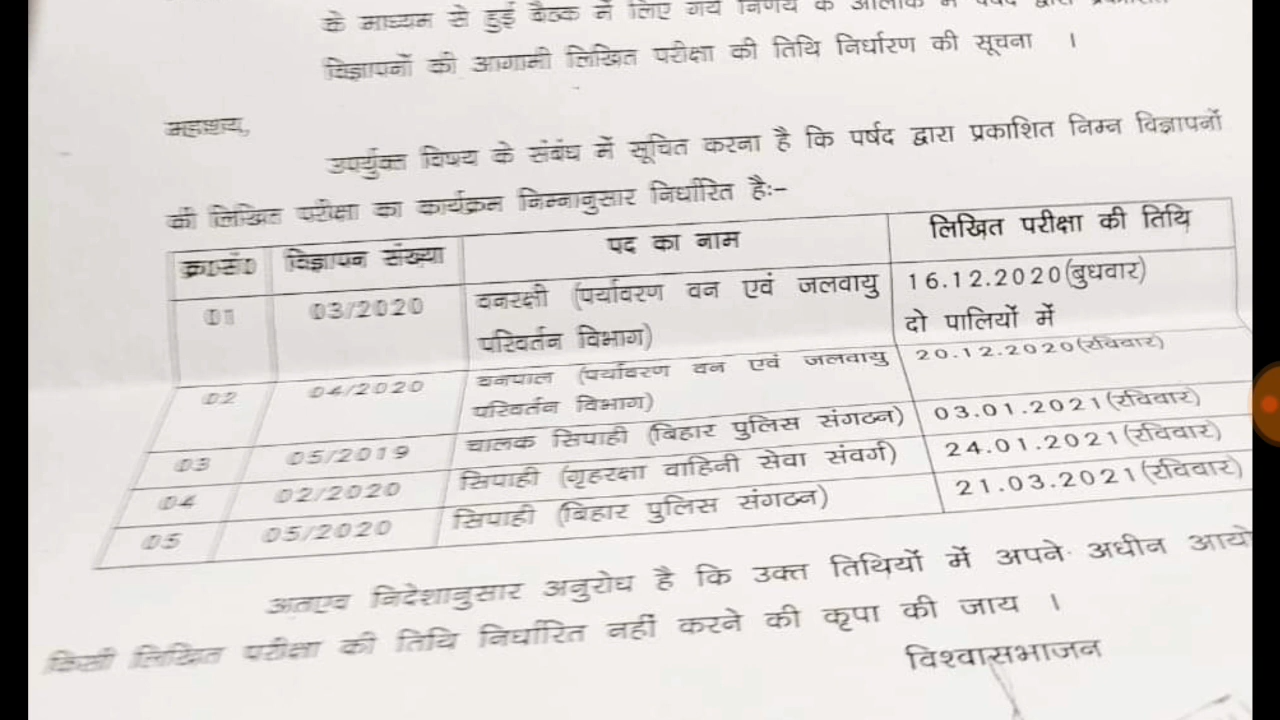 के माध्यम से हुई बैठक में लिए गये निर्णय के आलोक में पर्षद द्वारा प्रकाशित
विज्ञापनों की आगामी लिखित परीक्षा की तिथि निर्धारण की सूचना ।
महाशय,
उपर्युक्त विषय के संबंध में सूचित करना है कि पर्षद द्वारा प्रकाशित निम्न विज्ञापनों
की लिखित परीक्षा का कार्यक्रम निम्नानुसार निर्धारित है:-
क्र०सं० विज्ञापन संख्या पद का नाम लिखित परीक्षा की तिथि
01 03/2020 वनरक्षी (पर्यावरण वन एवं जलवायु 16.12.2020(बुधवार)
परिवर्तन विभाग) दो पालियों में
02 04/2020 वनपाल (पर्यावरण वन एवं जलवायु 20.12.2020(रविवार)
परिवर्तन विभाग)
03 05/2019 चालक सिपाही (बिहार पुलिस संगठन) 03.01.2021(रविवार)
04 02/2020 सिपाही (गृहरक्षा वाहिनी सेवा संवर्ग) 24.01.2021(रविवार)
05 05/2020 सिपाही (बिहार पुलिस संगठन) 21.03.2021(रविवार)
अतएव निदेशानुसार अनुरोध है कि उक्त तिथियों में अपने अधीन आयो
किसी लिखित परीक्षा की तिथि निर्धारित नहीं करने की कृपा की जाय ।
विश्वासभाजन